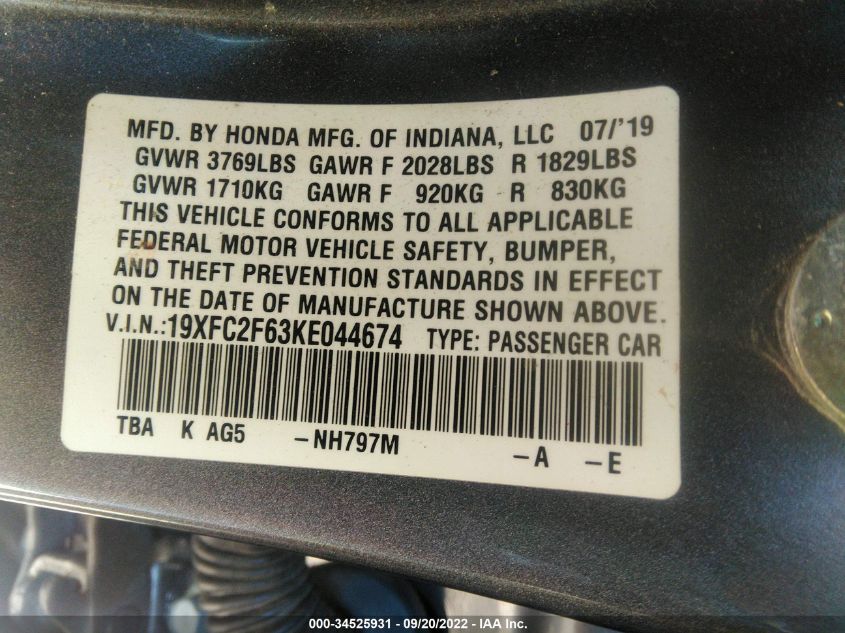 MFD. BY HONDA MFG. OF INDIANA, LLC 07/'19
GVWR 3769LBS GAWR F 2028LBS R 1829LBS
GVWR 1710KG GAWR F 920KG R 830KG
THIS VEHICLE CONFORMS TO ALL APPLICABLE
FEDERAL MOTOR VEHICLE SAFETY, BUMPER,
AND THEFT PREVENTION STANDARDS IN EFFECT
ON THE DATE OF MANUFACTURE SHOWN ABOVE.
V.I.N.:19XFC2F63KE044674 TYPE: PASSENGER CAR
TBA K AG5 -NH797M -A -E
000-34525931 - 09/20/2022 - IAA Inc.